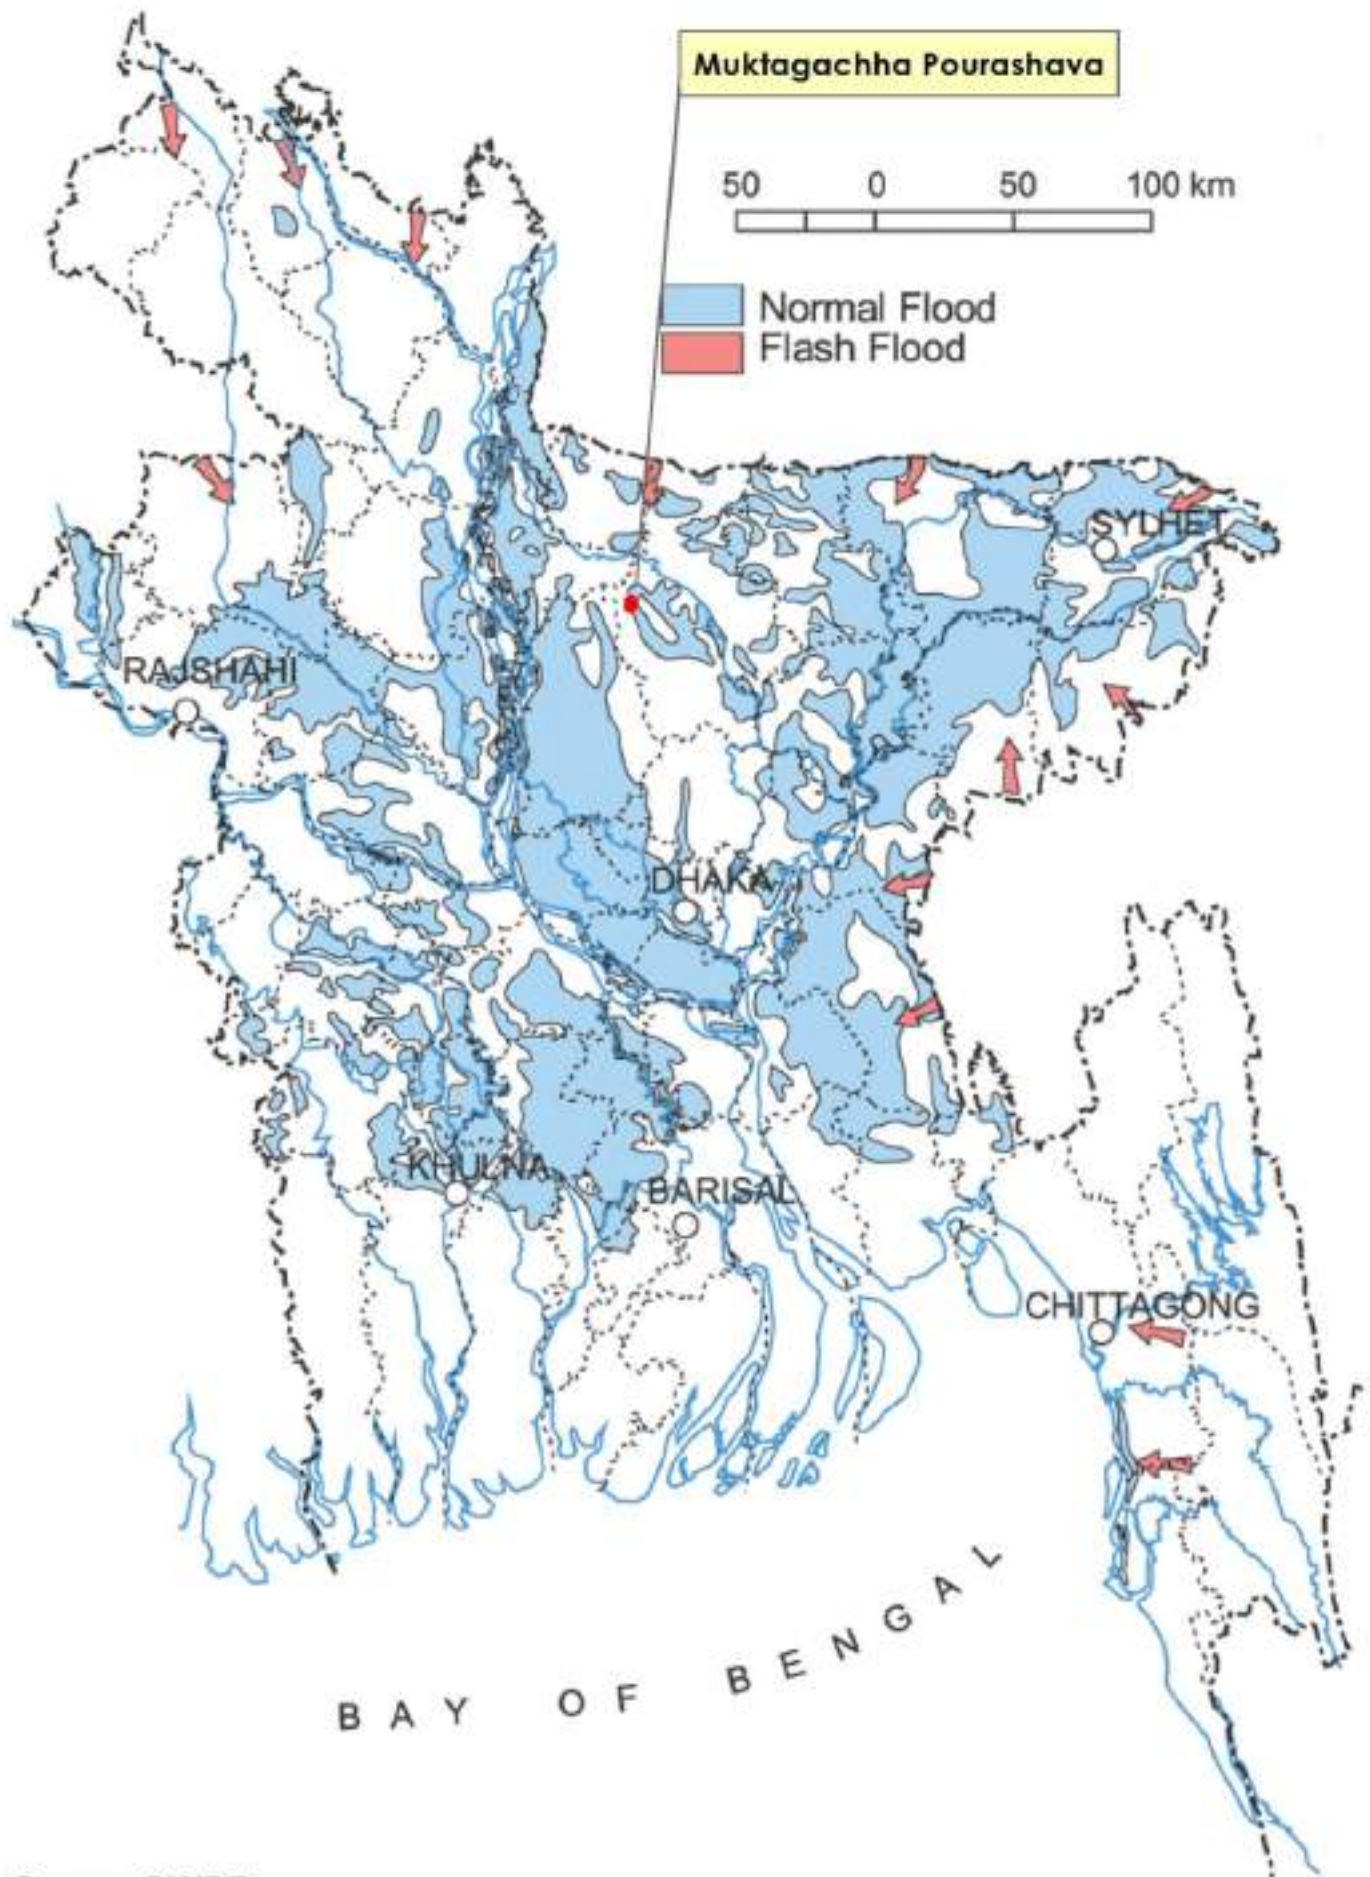 Muktagachha Pourashava
50 0 50 100 km
Normal Flood
Flash Flood
SYLHET
RAJSHAHI
DHAKA
KHULNA
BARISAL
CHITTAGONG
BAY OF BENGAL